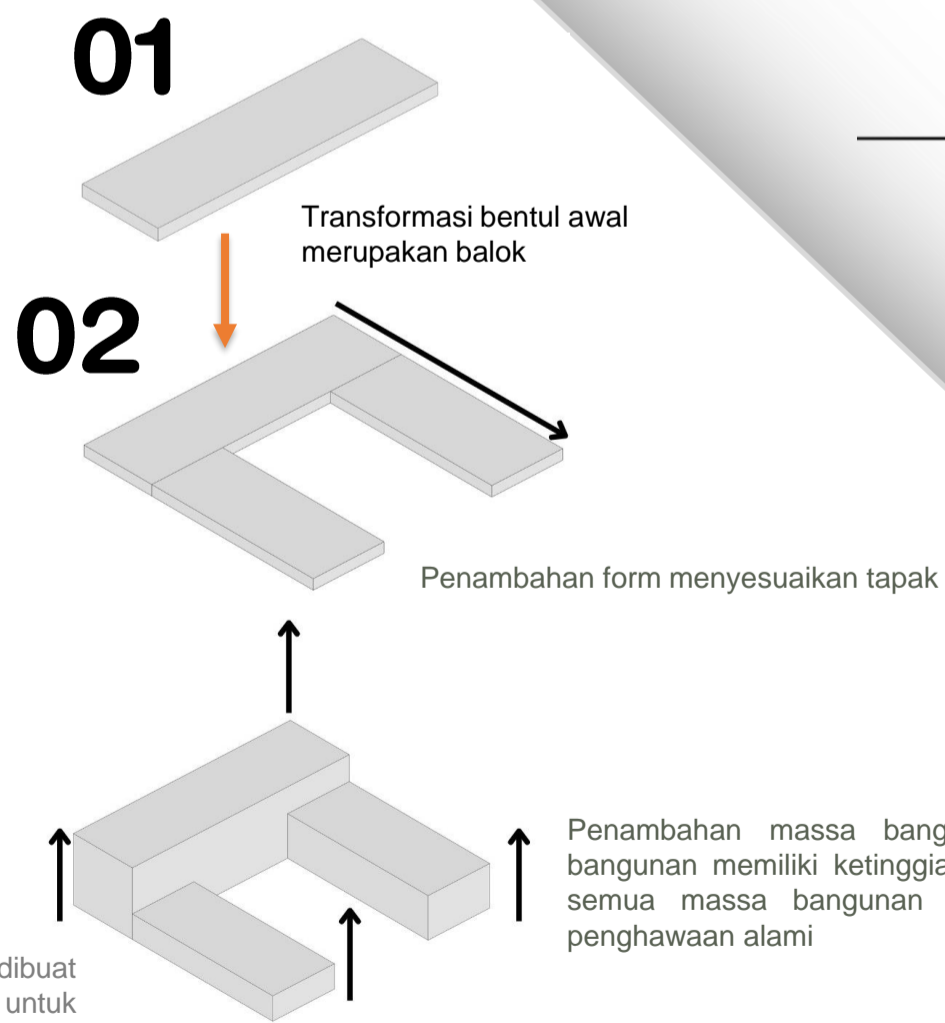 01
Transformasi bentul awal
merupakan balok
02
Penambahan form menyesuaikan tapak
Penambahan massa bang
bangunan memiliki ketinggia
semua massa bangunan
penghawaan alami
dibuat
untuk